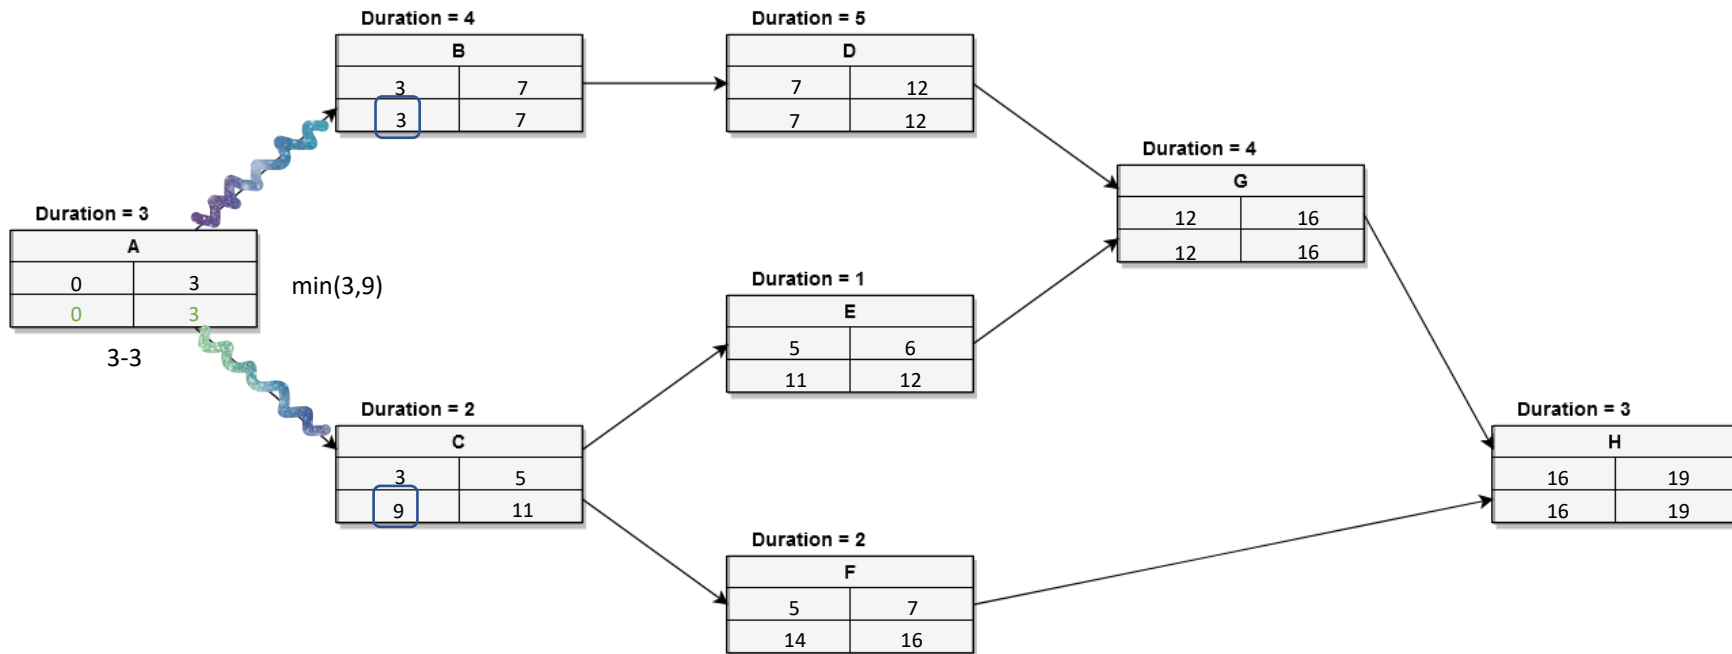 Duration = 4
B
3 7
3 7
Duration = 5
D
7 12
7 12
Duration = 4
G
12 16
12 16
Duration = 3
A
0 3
0 3
min(3,9)
3-3
Duration = 1
E
5 6
11 12
Duration = 2
C
3 5
9 11
Duration = 3
H
16 19
16 19
Duration = 2
F
5 7
14 16